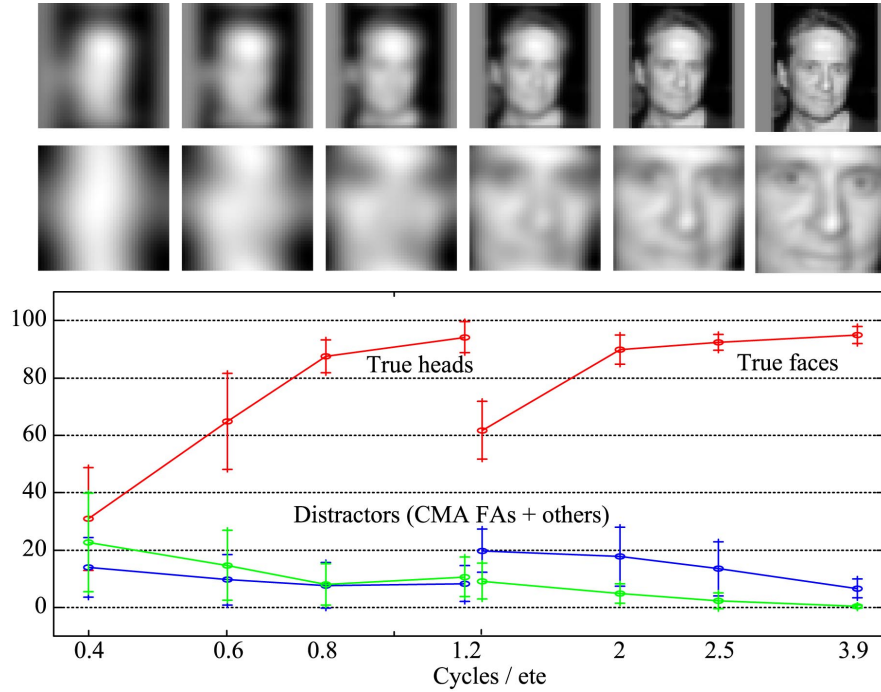 100
80
60
40
20
0
True heads
True faces
Distractors (CMA FAs + others)
0.4 0.6 0.8 1.2 2 2.5 3.9
Cycles / ete